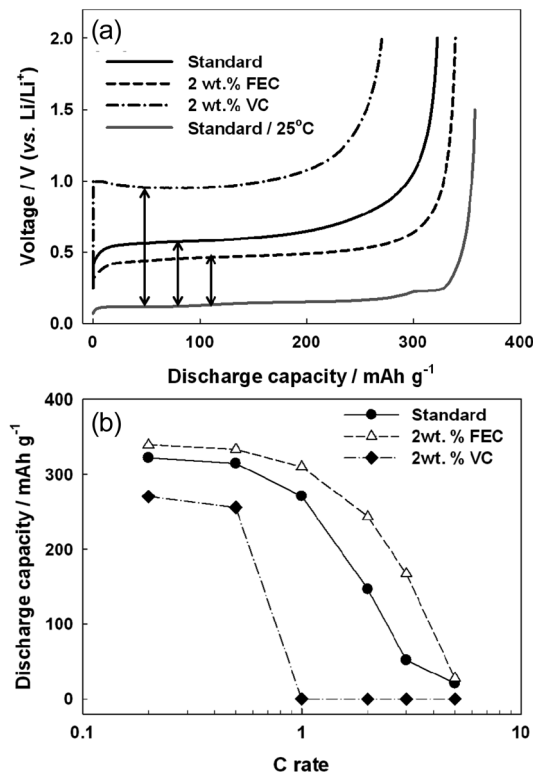 (a)
2.0
1.5
1.0
0.5
0.0
Voltage / V (vs. Li/Li⁺)
Standard
2 wt.% FEC
2 wt.% VC
Standard / 25°C
0 100 200 300 400
Discharge capacity / mAh g⁻¹
(b)
400
300
200
100
0
Discharge capacity / mAh g⁻¹
Standard
2wt. % FEC
2wt. % VC
0.1 1 10
C rate